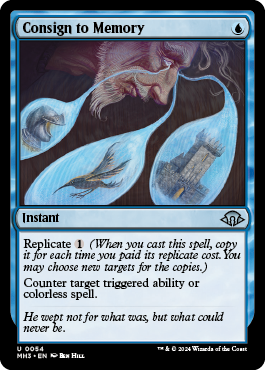 Consign to Memory
Instant
Replicate 1 (When you cast this spell, copy
it for each time you paid its replicate cost. You
may choose new targets for the copies.)
Counter target triggered ability or
colorless spell.
He wept not for what was, but what could
never be.
U 0054
MH3 • EN Ben Hill
™ & © 2024 Wizards of the Coast